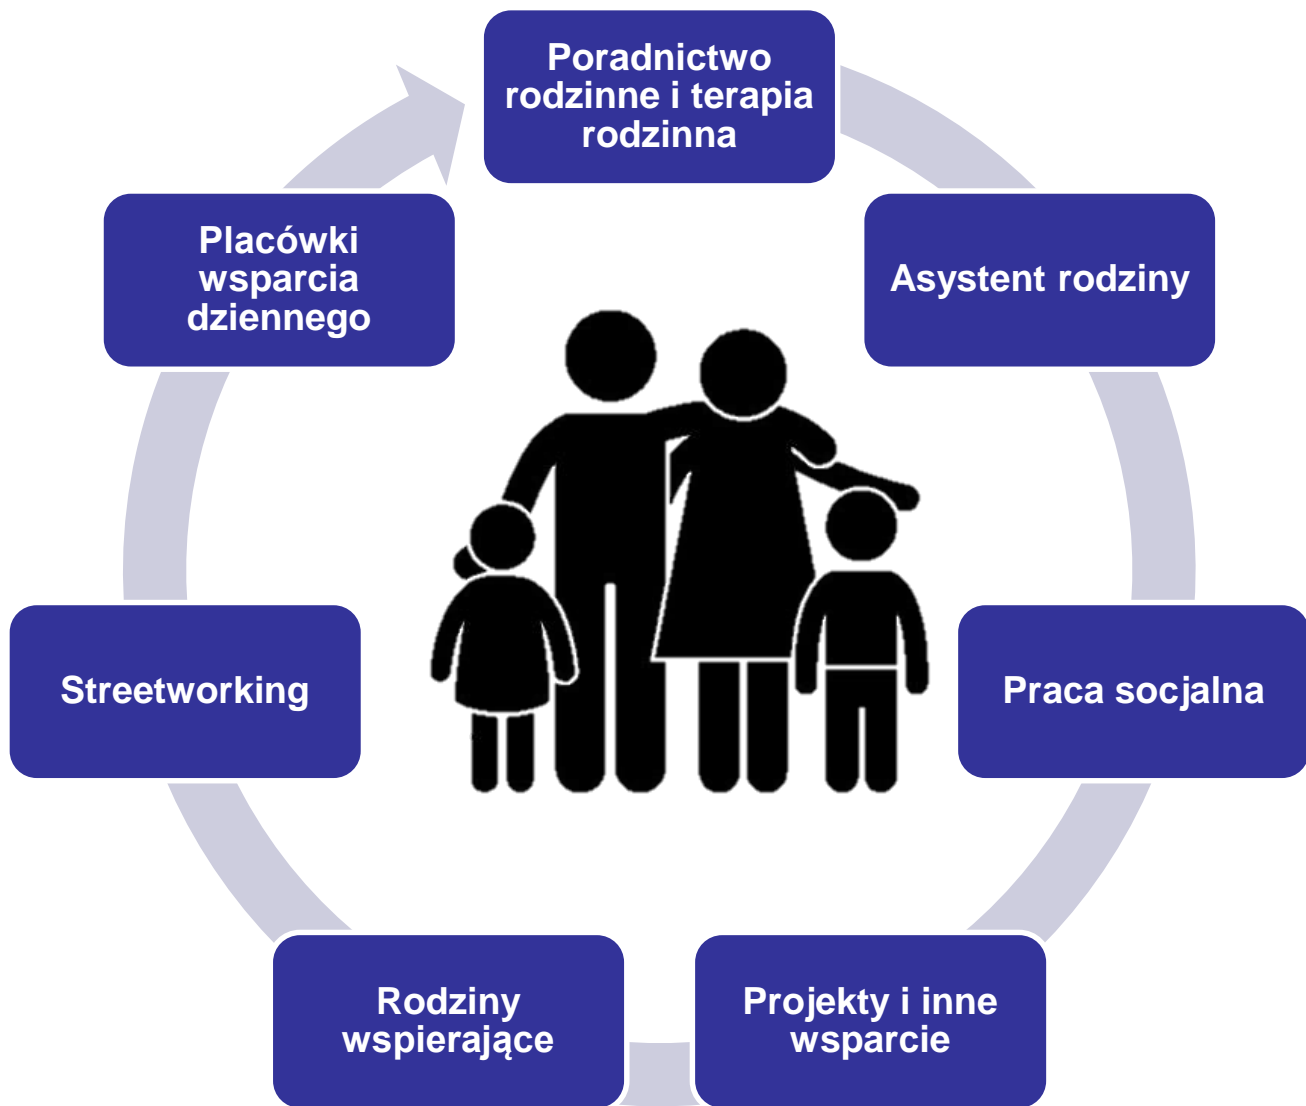 Poradnictwo
rodzinne i terapia
rodzinna
Asystent rodziny
Praca socjalna
Projekty i inne
wsparcie
Rodziny
wspierające
Streetworking
Placówki
wsparcia
dziennego